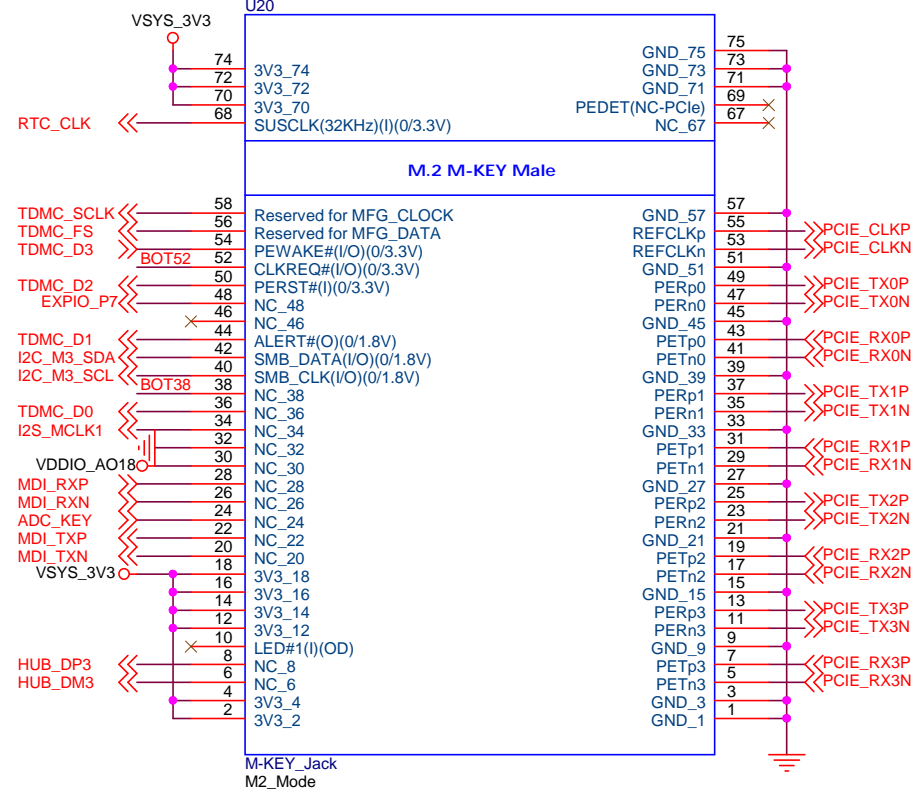 U20
VSYS_3V3
74 3V3_74 GND_75 75
72 3V3_72 GND_73 73
70 3V3_70 GND_71 71
PEDET(NC-PCIe) 69
RTC_CLK 68 SUSCLK(32KHz)(I)(0/3.3V) NC_67 67
M.2 M-KEY Male
TDMC_SCLK 58 Reserved for MFG_CLOCK GND_57 57
TDMC_FS 56 Reserved for MFG_DATA REFCLKp 55 PCIE_CLKP
TDMC_D3 54 PEWAKE#(I/O)(0/3.3V) REFCLKn 53 PCIE_CLKN
BOT52 52 CLKREQ#(I/O)(0/3.3V) GND_51 51
TDMC_D2 50 PERST#(I)(0/3.3V) PERp0 49 PCIE_TX0P
EXPIO_P7 48 NC_48 PERn0 47 PCIE_TX0N
46 NC_46 GND_45 45
TDMC_D1 44 ALERT#(O)(0/1.8V) PETp0 43 PCIE_RX0P
I2C_M3_SDA 42 SMB_DATA(I/O)(0/1.8V) PETn0 41 PCIE_RX0N
I2C_M3_SCL 40 SMB_CLK(I/O)(0/1.8V) GND_39 39
BOT38 38 NC_38 PERp1 37 PCIE_TX1P
TDMC_D0 36 NC_36 PERn1 35 PCIE_TX1N
I2S_MCLK1 34 NC_34 GND_33 33
32 NC_32 PETp1 31 PCIE_RX1P
VDDIO_AO18 30 NC_30 PETn1 29 PCIE_RX1N
MDI_RXP 28 NC_28 GND_27 27
MDI_RXN 26 NC_26 PERp2 25 PCIE_TX2P
ADC_KEY 24 NC_24 PERn2 23 PCIE_TX2N
MDI_TXP 22 NC_22 GND_21 21
MDI_TXN 20 NC_20 PETp2 19 PCIE_RX2P
VSYS_3V3 18 3V3_18 PETn2 17 PCIE_RX2N
16 3V3_16 GND_15 15
14 3V3_14 PERp3 13 PCIE_TX3P
12 3V3_12 PERn3 11 PCIE_TX3N
10 LED#1(I)(OD) GND_9 9
HUB_DP3 8 NC_8 PETp3 7 PCIE_RX3P
HUB_DM3 6 NC_6 PETn3 5 PCIE_RX3N
4 3V3_4 GND_3 3
2 3V3_2 GND_1 1
M-KEY_Jack
M2_Mode